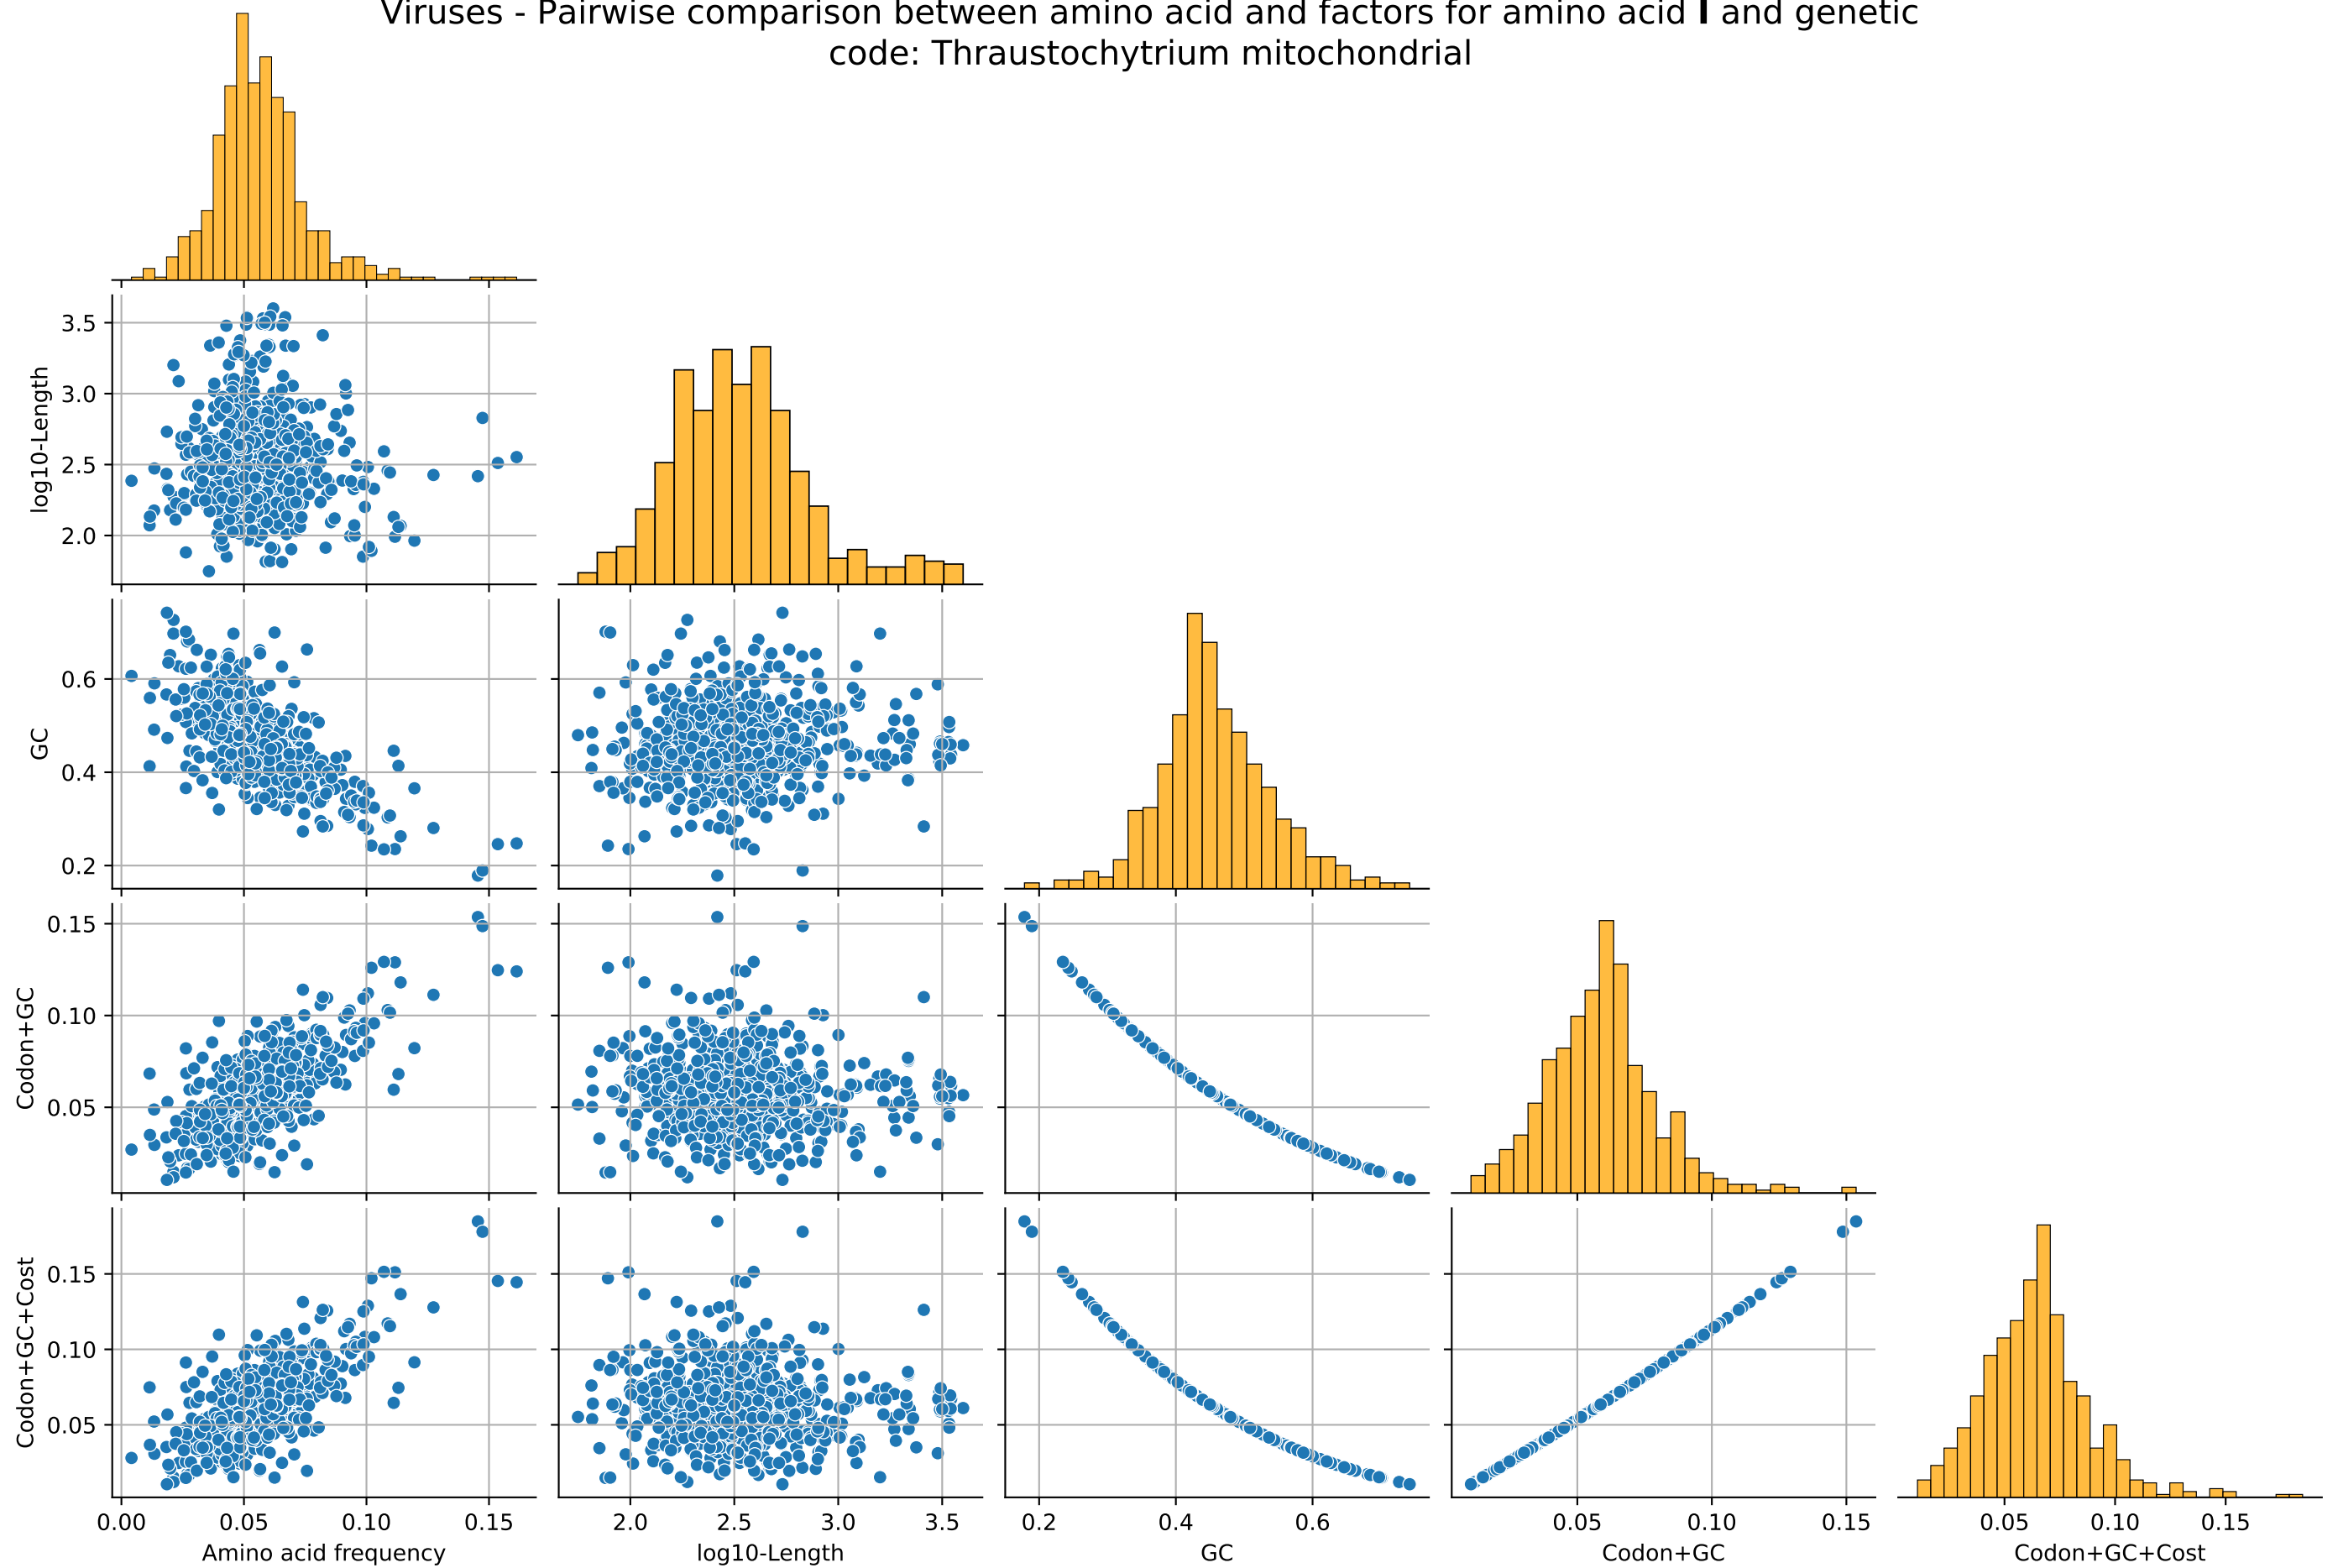 Viruses - Pairwise comparison between amino acid and factors for amino acid I and genetic
code: Thraustochytrium mitochondrial
log10-Length
3.5
3.0
2.5
2.0
GC
0.6
0.4
0.2
Codon+GC
0.15
0.10
0.05
Codon+GC+Cost
0.15
0.10
0.05
0.00 0.05 0.10 0.15
2.0 2.5 3.0 3.5
0.2 0.4 0.6
0.05 0.10 0.15
0.05 0.10 0.15
Amino acid frequency
log10-Length
GC
Codon+GC
Codon+GC+Cost